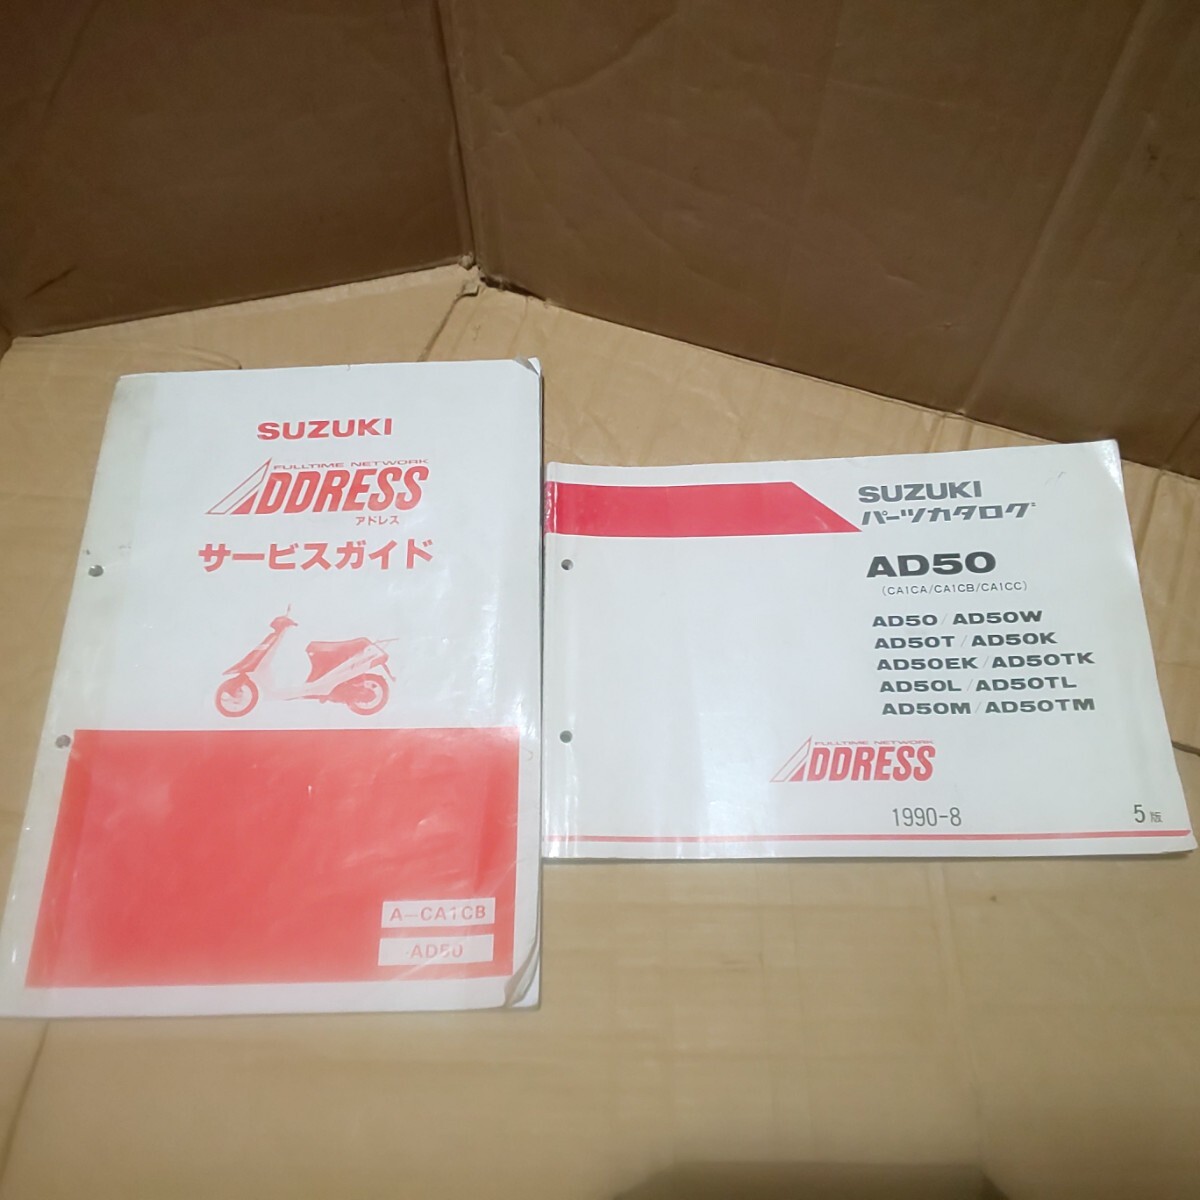 SUZUKI
FULLTIME NETWORK
ADDRESS
アドレス
サービスガイド
A-CA1CB
AD50
SUZUKI
パーツカタログ
AD50
(CA1CA/CA1CB/CA1CC)
AD50/AD50W
AD50T/AD50K
AD50EK/AD50TK
AD50L/AD50TL
AD50M/AD50TM
FULLTIME NETWORK
ADDRESS
1990-8
5版